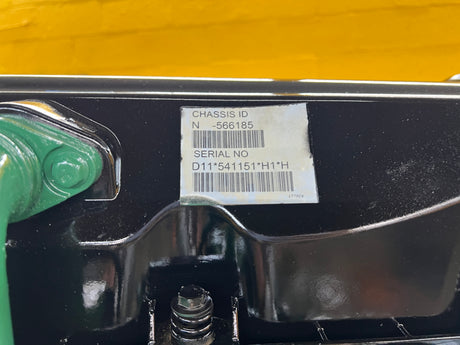 CHASSIS ID
N -566185
SERIAL NO
D11*541151*H1*H